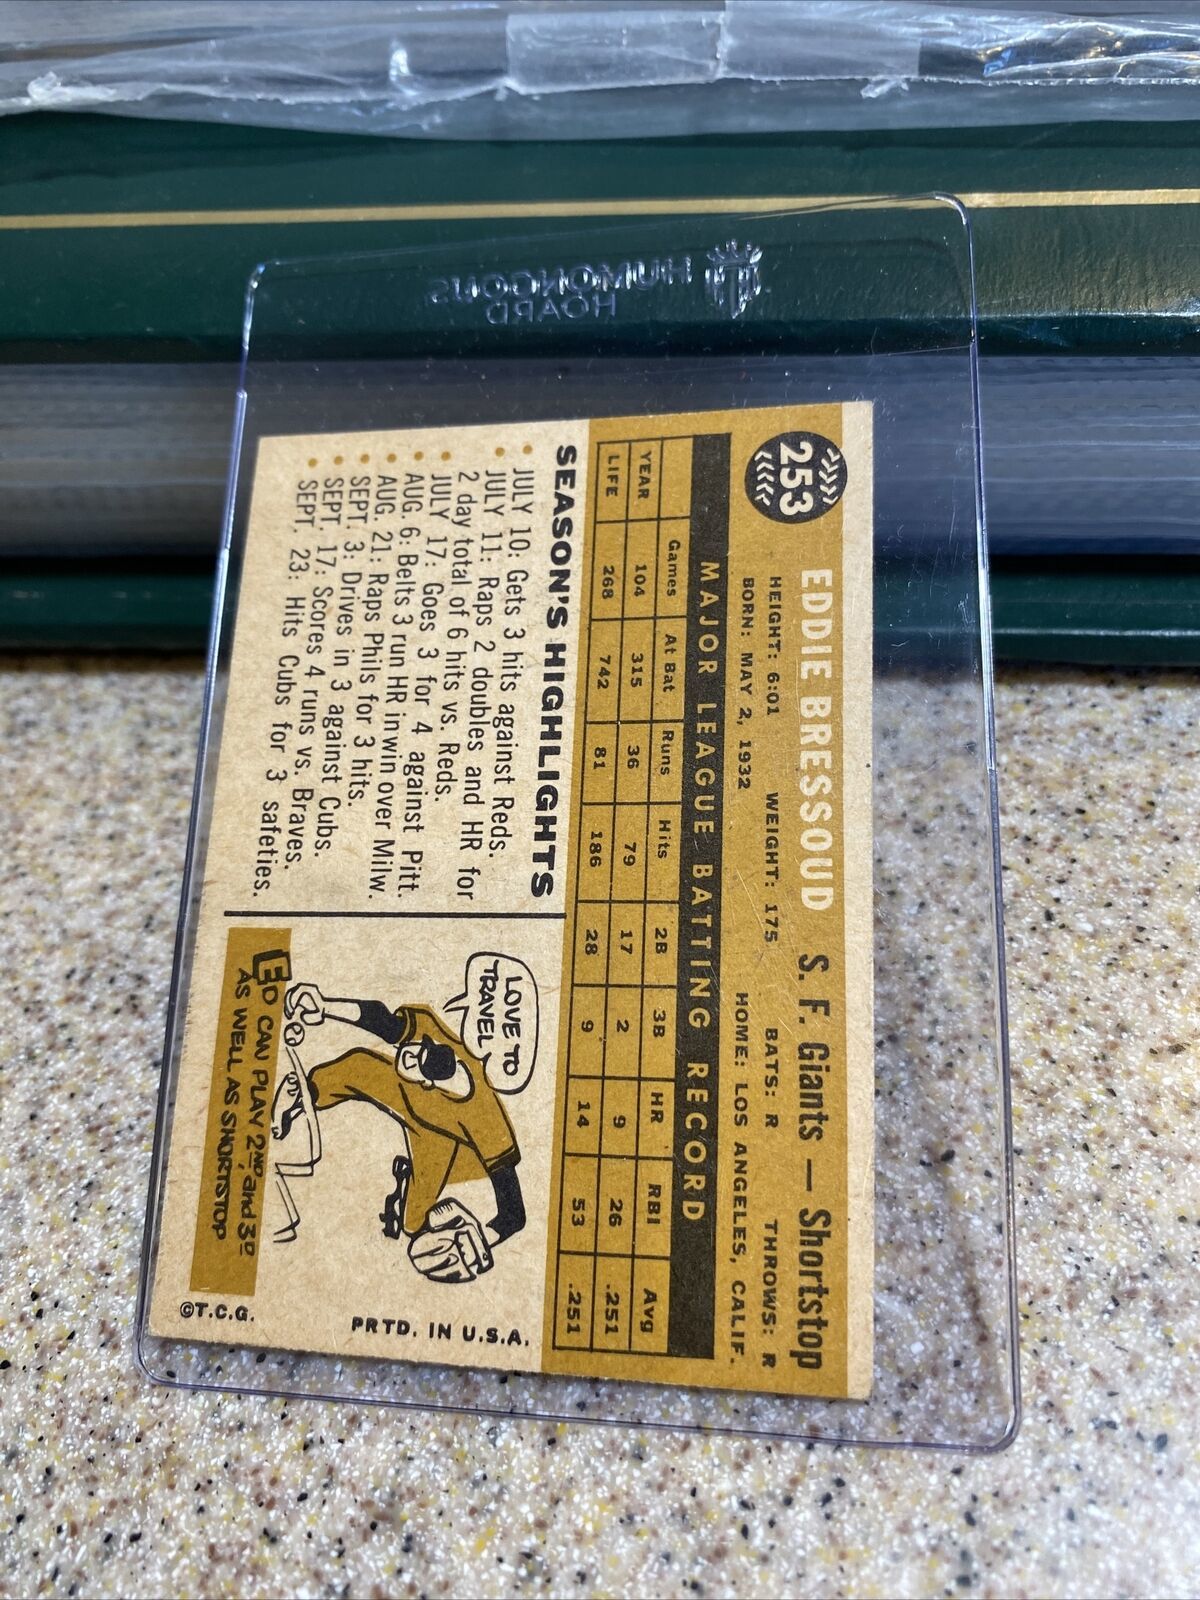 HUMONGOUS
HOARD
253
EDDIE BRESSOUD S. F. Giants — Shortstop
HEIGHT: 6:01 WEIGHT: 175 BATS: R THROWS: R
BORN: MAY 2, 1932 HOME: LOS ANGELES, CALIF.
MAJOR LEAGUE BATTING RECORD
Games At Bat Runs Hits 2B 3B HR RBI Avg
YEAR 104 315 36 79 17 2 9 26 .251
LIFE 268 742 81 186 28 9 14 53 .251
SEASON'S HIGHLIGHTS
• JULY 10: Gets 3 hits against Reds.
• JULY 11: Raps 2 doubles and HR for
2 day total of 6 hits vs. Reds.
• JULY 17: Goes 3 for 4 against Pitt.
• AUG. 6: Belts 3 run HR in win over Milw.
• AUG. 21: Raps Phils for 3 hits.
• SEPT. 3: Drives in 3 against Cubs.
• SEPT. 17: Scores 4 runs vs. Braves.
• SEPT. 23: Hits Cubs for 3 safeties.
LOVE TO
TRAVEL
ED CAN PLAY 2ND and 3D
AS WELL AS SHORTSTOP
©T.C.G. PRTD. IN U.S.A.